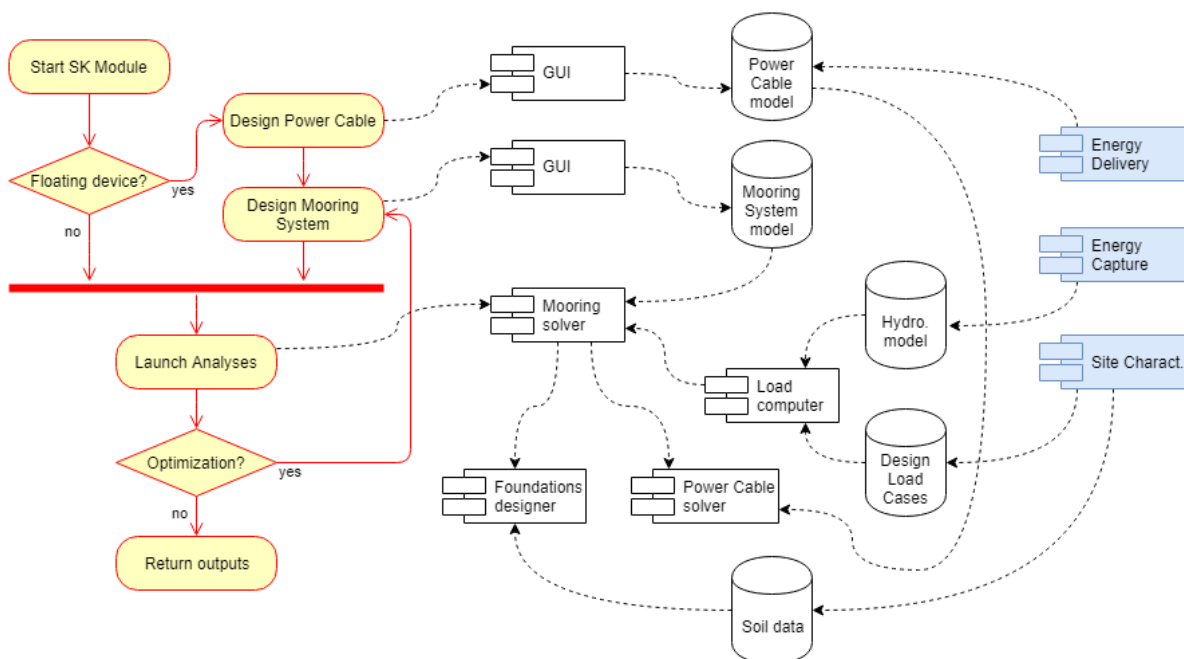 Start SK Module
Floating device?
yes
no
Design Power Cable
Design Mooring
System
Launch Analyses
Optimization?
yes
no
Return outputs
GUI
GUI
Mooring
solver
Foundations
designer
Power Cable
solver
Power
Cable
model
Mooring
System
model
Hydro.
model
Load
computer
Design
Load
Cases
Soil data
Energy
Delivery
Energy
Capture
Site Charact.